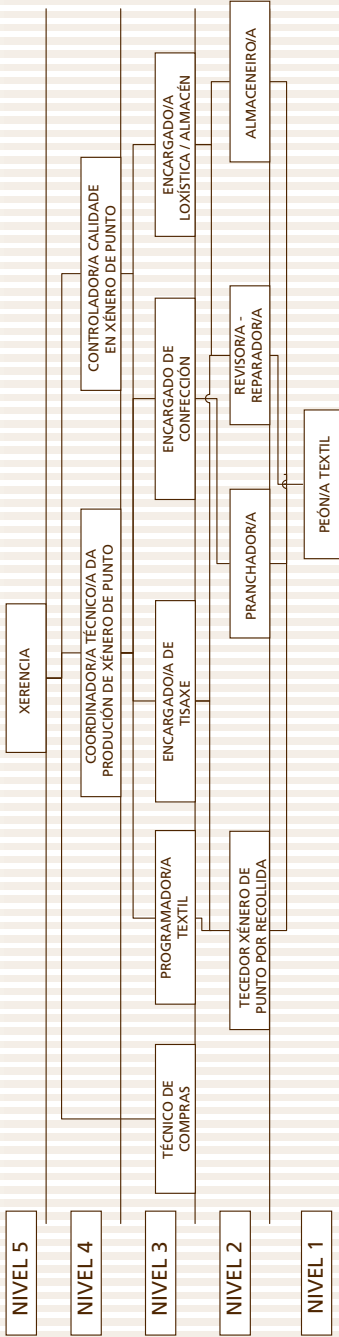 NIVEL 5
XERENCIA
NIVEL 4
COORDINADOR/A TÉCNICO/A DA
PRODUCIÓN DE XÉNERO DE PUNTO
CONTROLADOR/A CALIDADE
EN XÉNERO DE PUNTO
NIVEL 3
TÉCNICO DE
COMPRAS
PROGRAMADOR/A
TEXTIL
ENCARGADO/A DE
TISAXE
ENCARGADO DE
CONFECCIÓN
ENCARGADO/A
LOXÍSTICA / ALMACÉN
NIVEL 2
TECEDOR XÉNERO DE
PUNTO POR RECOLLIDA
PRANCHADOR/A
REVISOR/A -
REPARADOR/A
ALMACENEIRO/A
NIVEL 1
PEÓN/A TEXTIL